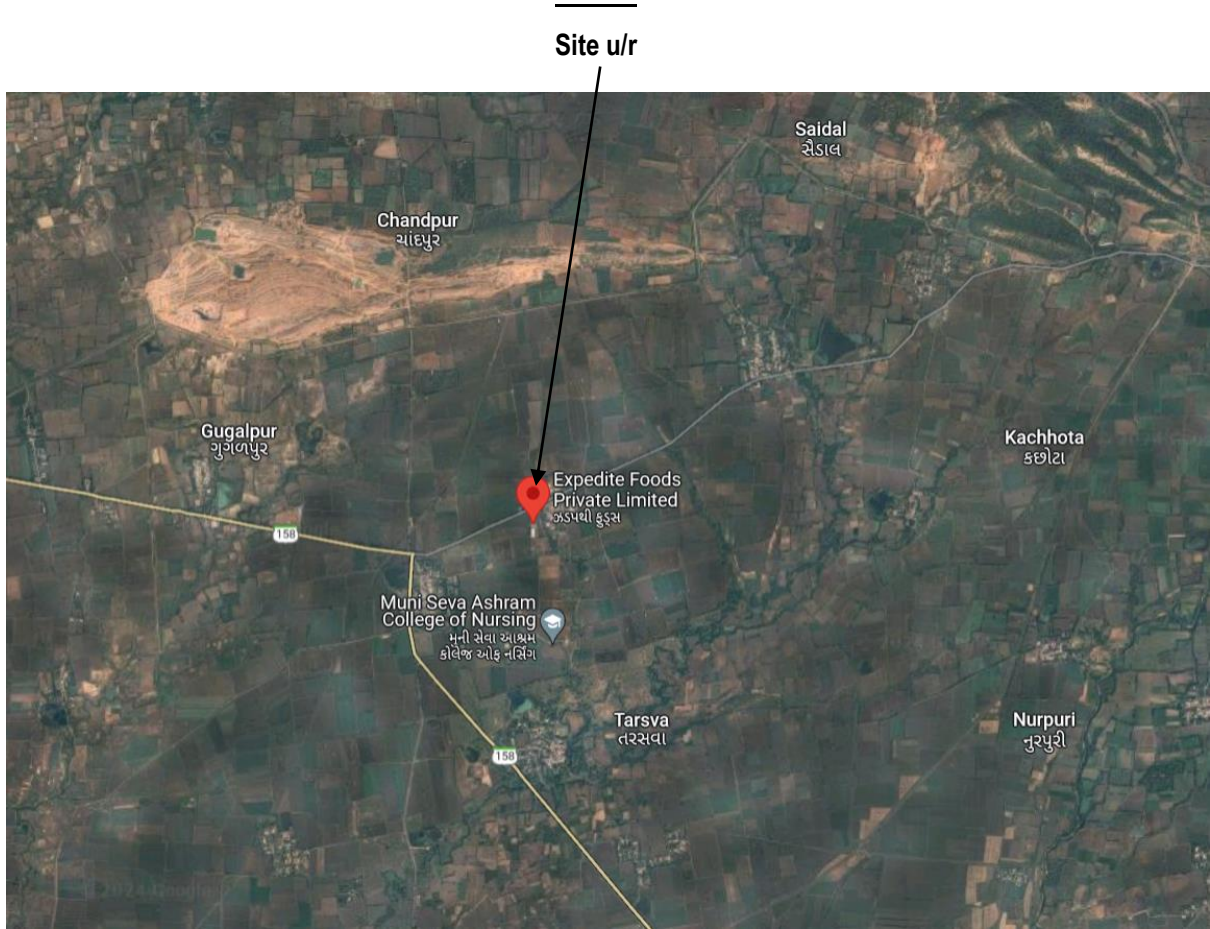 Site u/r
Saidal
સૈડાલ
Chandpur
ચાંદપુર
Gugalpur
ગુગળપુર
Kachhota
કછોટા
Expedite Foods
Private Limited
ઝડપથી ફુડ્સ
158
Muni Seva Ashram
College of Nursing
મુની સેવા આશ્રમ
કોલેજ ઓફ નર્સિંગ
Tarsva
તરસવા
Nurpuri
નુરપુરી
158